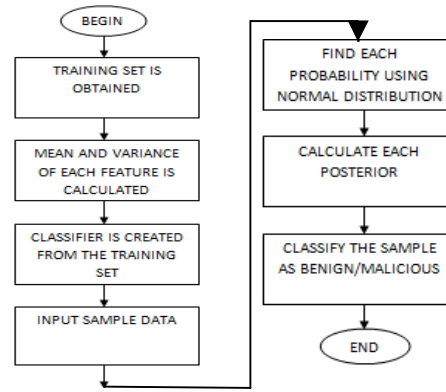 BEGIN
TRAINING SET IS
OBTAINED
MEAN AND VARIANCE
OF EACH FEATURE IS
CALCULATED
CLASSIFIER IS CREATED
FROM THE TRAINING
SET
INPUT SAMPLE DATA
FIND EACH
PROBABILITY USING
NORMAL DISTRIBUTION
CALCULATE EACH
POSTERIOR
CLASSIFY THE SAMPLE
AS BENIGN/MALICIOUS
END